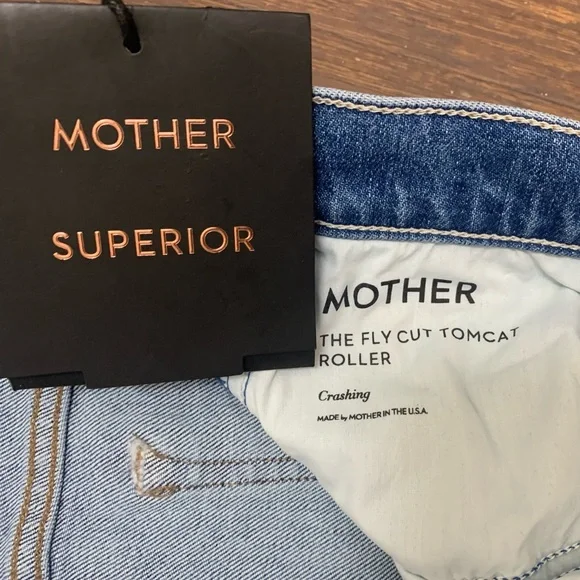 MOTHER
SUPERIOR
MOTHER
THE FLY CUT TOMCAT
ROLLER
Crashing
MADE by MOTHER IN THE U.S.A.